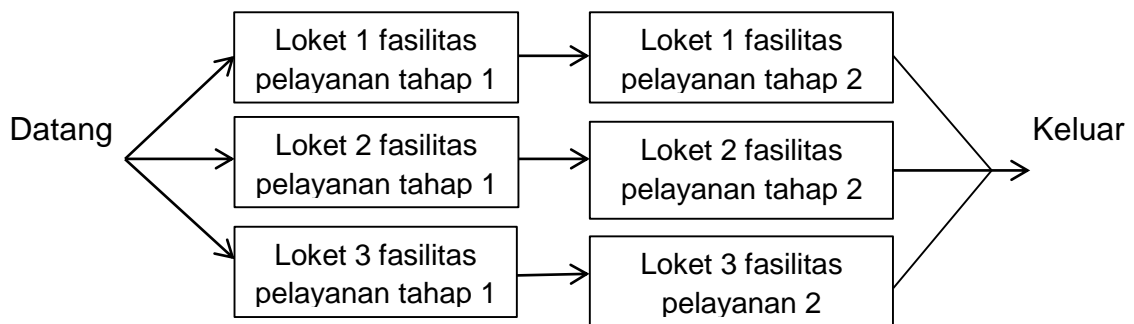 Datang
Loket 1 fasilitas
pelayanan tahap 1
Loket 2 fasilitas
pelayanan tahap 1
Loket 3 fasilitas
pelayanan tahap 1
Loket 1 fasilitas
pelayanan tahap 2
Loket 2 fasilitas
pelayanan tahap 2
Loket 3 fasilitas
pelayanan 2
Keluar